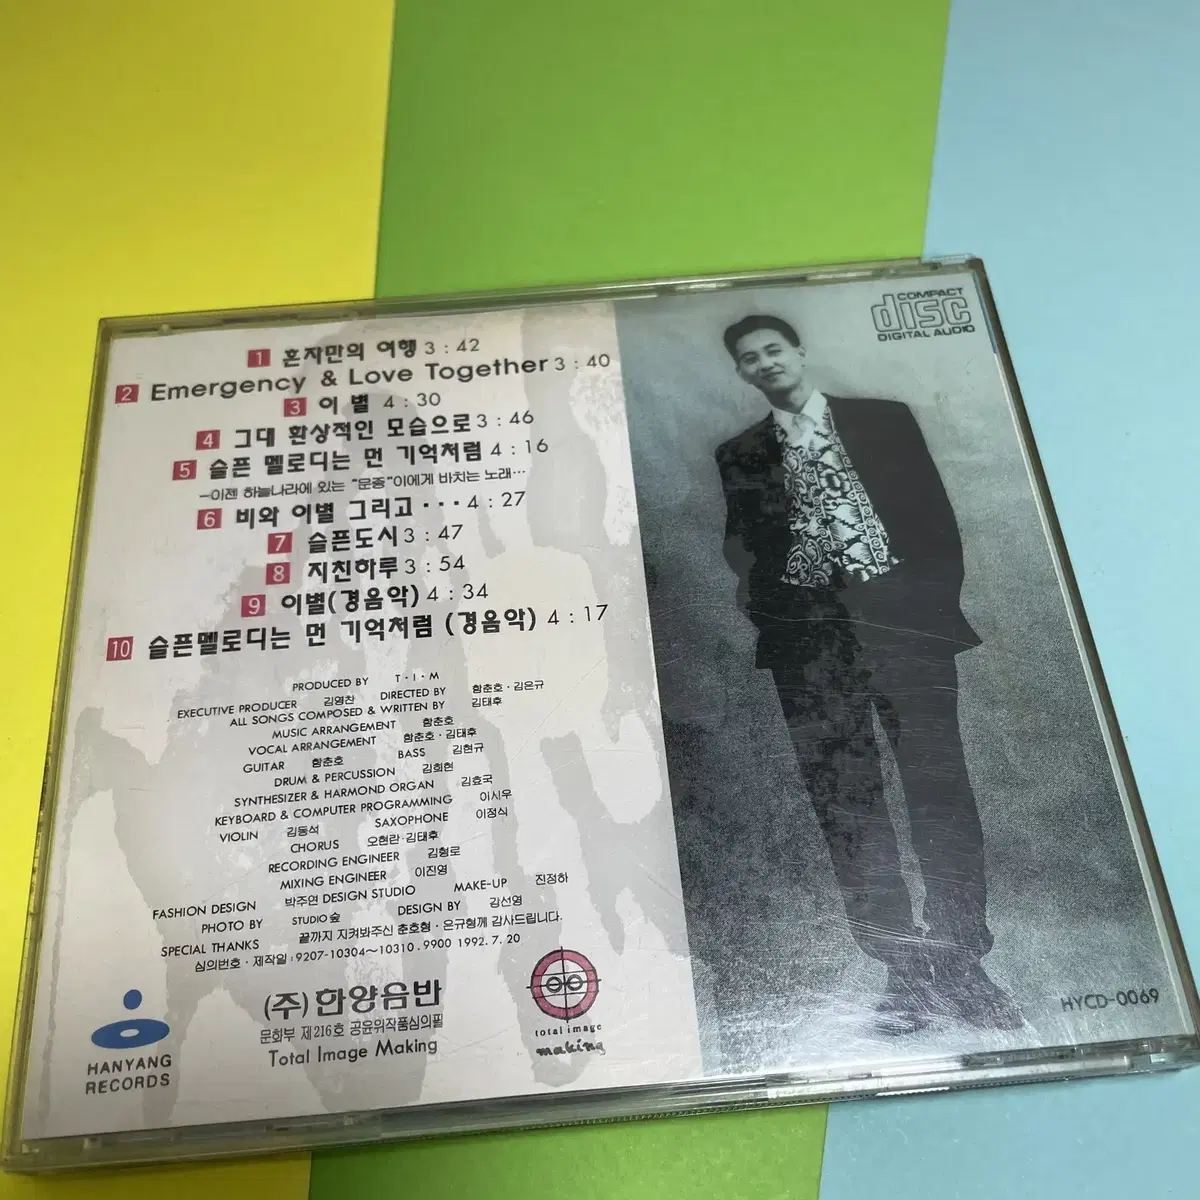 COMPACT
disc
DIGITAL AUDIO
1 혼자만의 여행 3 : 42
2 Emergency & Love Together 3 : 40
3 이 별 4 : 30
4 그대 환상적인 모습으로 3 : 46
5 슬픈 멜로디는 먼 기억처럼 4 : 16
-이젠 하늘나라에 있는 "문종"이에게 바치는 노래···
6 비와 이별 그리고 ··· 4 : 27
7 슬픈도시 3 : 47
8 지친하루 3 : 54
9 이별(경음악) 4 : 34
10 슬픈멜로디는 먼 기억처럼 (경음악) 4 : 17
PRODUCED BY T·I·M
EXECUTIVE PRODUCER 김영찬 DIRECTED BY 함춘호·김은규
ALL SONGS COMPOSED & WRITTEN BY 김태후
MUSIC ARRANGEMENT 함춘호
VOCAL ARRANGEMENT 함춘호·김태후
GUITAR 함춘호 BASS 김현규
DRUM & PERCUSSION 김희현
SYNTHESIZER & HARMOND ORGAN 김효국
KEYBOARD & COMPUTER PROGRAMMING 이시우
VIOLIN 김동석 SAXOPHONE 이정식
CHORUS 오현란·김태후
RECORDING ENGINEER 김형로
MIXING ENGINEER 이진영
FASHION DESIGN 박주연 DESIGN STUDIO MAKE-UP 진정하
PHOTO BY STUDIO 숲 DESIGN BY 강선영
SPECIAL THANKS 끝까지 지켜봐주신 춘호형·은규형께 감사드립니다.
심의번호·제작일 : 9207-10304~10310. 9900 1992. 7. 20
(주)한양음반
문화부 제216호 공윤위작품심의필
Total Image Making
HANYANG
RECORDS
total image
making
HYCD-0069